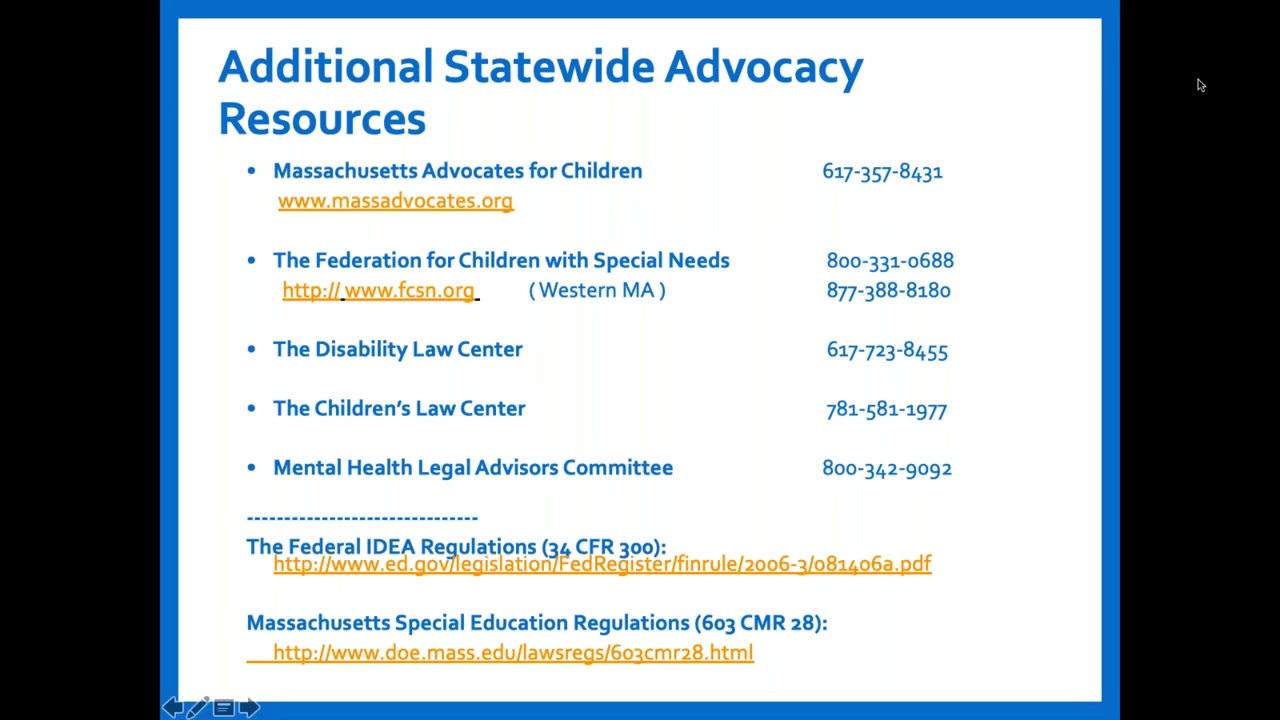 Additional Statewide Advocacy
Resources
• Massachusetts Advocates for Children 617-357-8431
www.massadvocates.org
• The Federation for Children with Special Needs 800-331-0688
http:// www.fcsn.org ( Western MA ) 877-388-8180
• The Disability Law Center 617-723-8455
• The Children’s Law Center 781-581-1977
• Mental Health Legal Advisors Committee 800-342-9092
-------------------------------
The Federal IDEA Regulations (34 CFR 300):
http://www.ed.gov/legislation/FedRegister/finrule/2006-3/081406a.pdf
Massachusetts Special Education Regulations (603 CMR 28):
http://www.doe.mass.edu/lawsregs/603cmr28.html